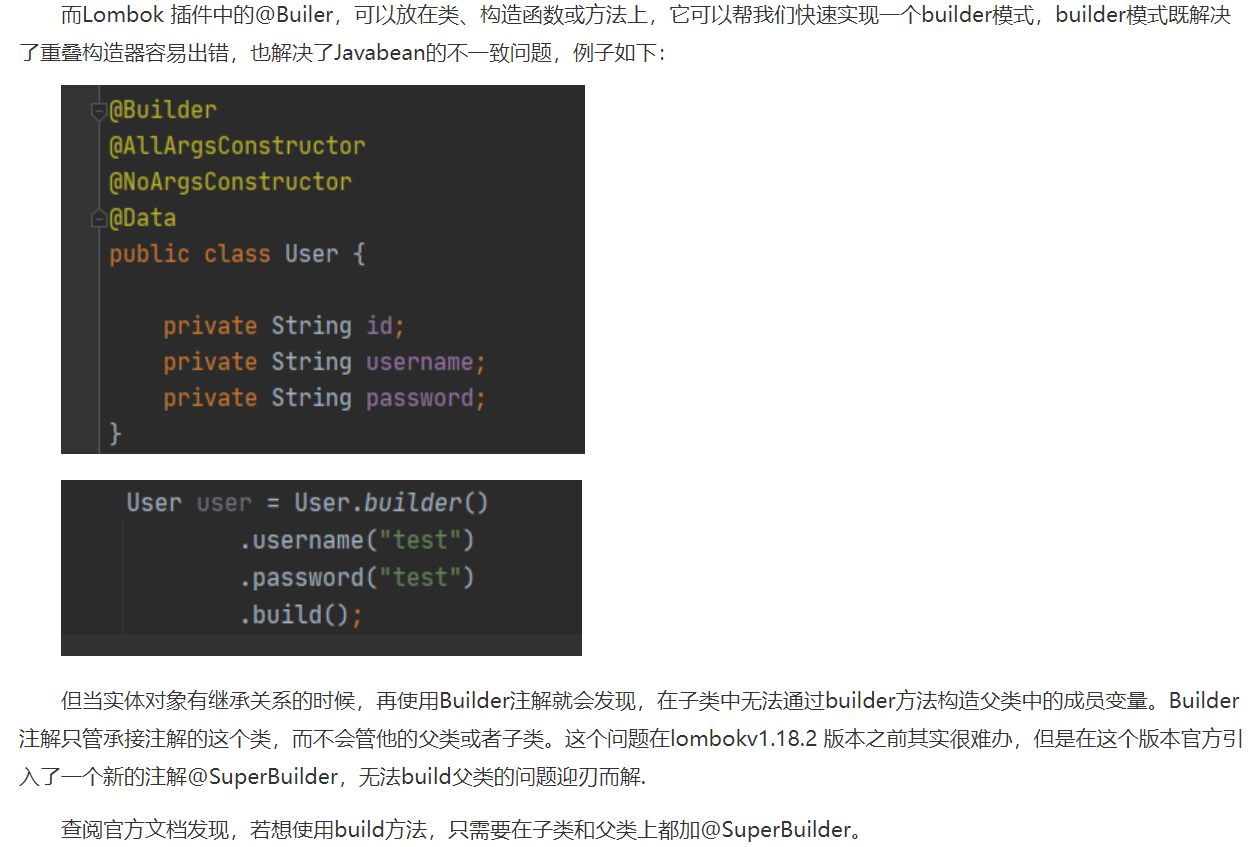 而Lombok 插件中的@Builer，可以放在类、构造函数或方法上，它可以帮我们快速实现一个builder模式，builder模式既解决
了重叠构造器容易出错，也解决了Javabean的不一致问题，例子如下：
@Builder
@AllArgsConstructor
@NoArgsConstructor
@Data
public class User {
private String id;
private String username;
private String password;
}
User user = User.builder()
.username("test")
.password("test")
.build();
但当实体对象有继承关系的时候，再使用Builder注解就会发现，在子类中无法通过builder方法构造父类中的成员变量。Builder
注解只管承接注解的这个类，而不会管他的父类或者子类。这个问题在lombokv1.18.2 版本之前其实很难办，但是在这个版本官方引
入了一个新的注解@SuperBuilder，无法build父类的问题迎刃而解.
查阅官方文档发现，若想使用build方法，只需要在子类和父类上都加@SuperBuilder。